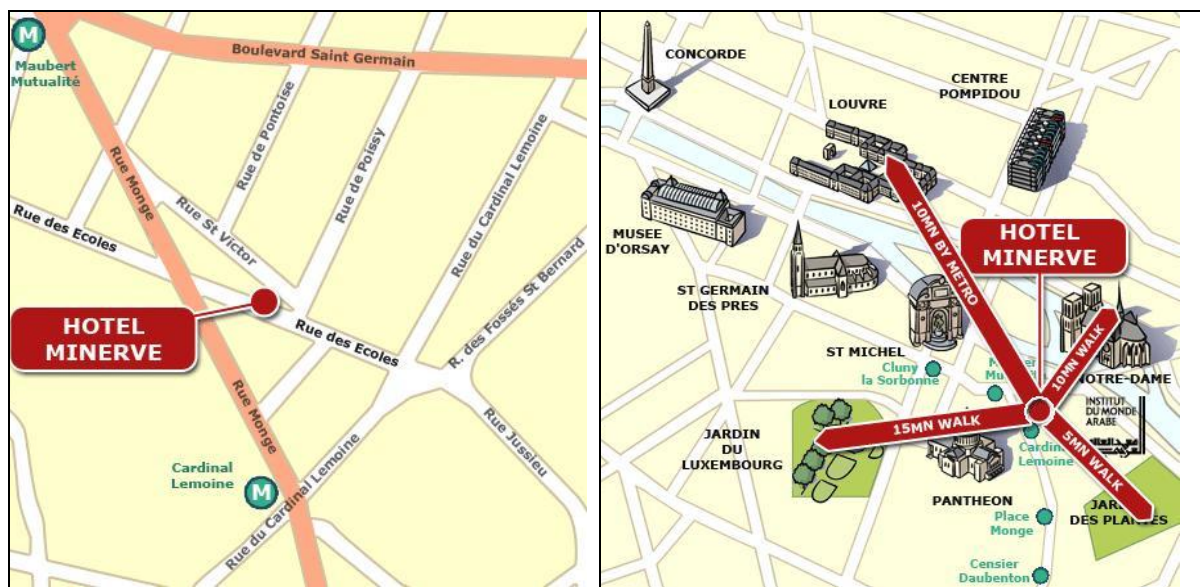 Maubert
Mutualité
Boulevard Saint Germain
Rue de Pontoise
Rue de Poissy
Rue du Cardinal Lemoine
Rue Monge
Rue St Victor
Rue des Ecoles
R. des Fossés St Bernard
HOTEL
MINERVE
Rue des Ecoles
Rue Monge
Rue Jussieu
Cardinal
Lemoine
M
M
Rue du Cardinal Lemoine
CONCORDE
CENTRE
POMPIDOU
LOUVRE
MUSEE
D'ORSAY
10MN BY METRO
HOTEL
MINERVE
ST GERMAIN
DES PRES
ST MICHEL
Cluny
la Sorbonne
10MN WALK
NOTRE-DAME
INSTITUT
DU MONDE
ARABE
15MN WALK
JARDIN
DU
LUXEMBOURG
Cardinal
Lemoine
5MN WALK
PANTHEON
Place
Monge
DES PLANTES
Censier
Daubenton